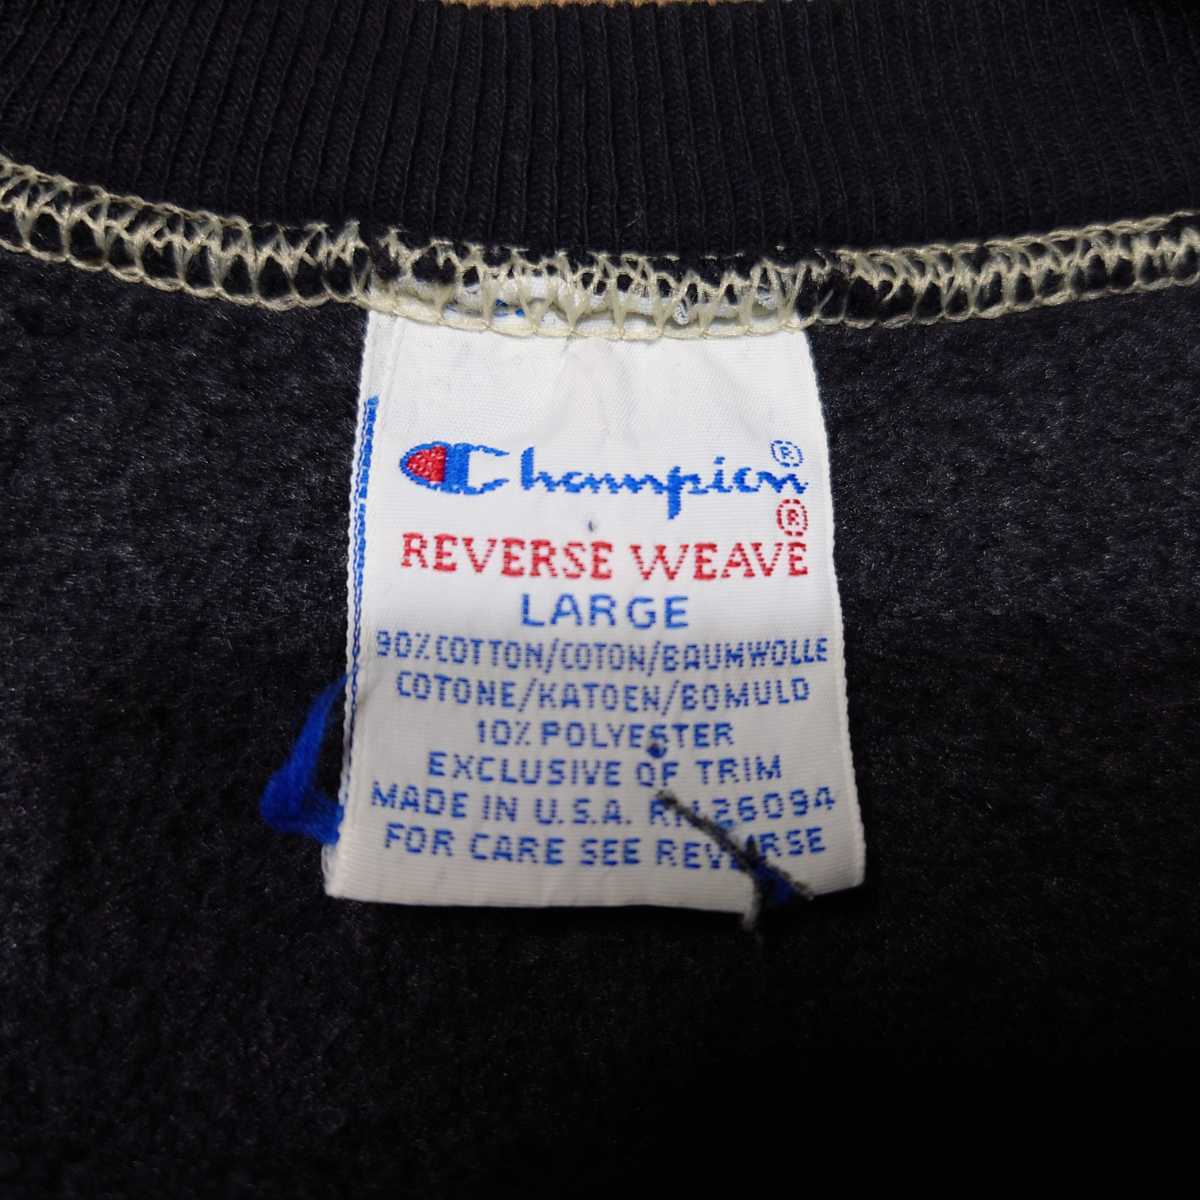 Champion®
REVERSE WEAVE®
LARGE
90% COTTON/COTON/BAUMWOLLE
COTONE/KATOEN/BOMULD
10% POLYESTER
EXCLUSIVE OF TRIM
MADE IN U.S.A. RN 26094
FOR CARE SEE REVERSE